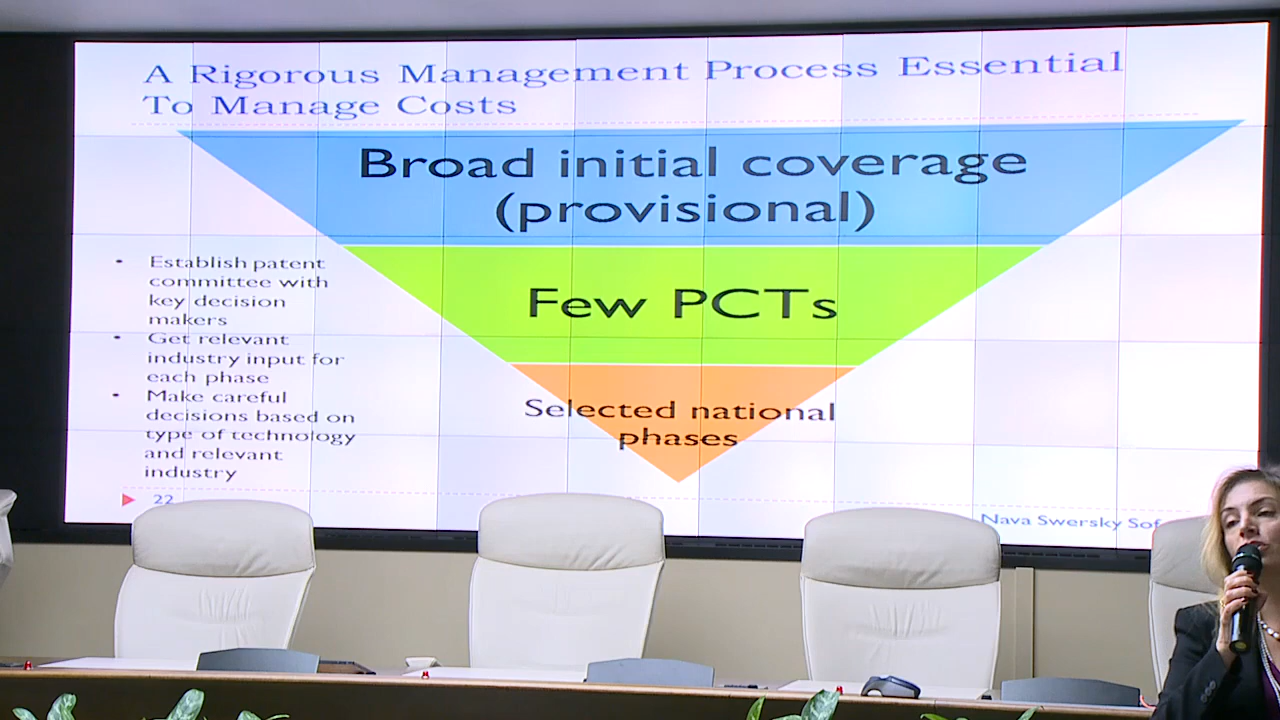 A Rigorous Management Process Essential
To Manage Costs
Broad initial coverage
(provisional)
Few PCTs
Selected national
phases
• Establish patent
committee with
key decision
makers
• Get relevant
industry input for
each phase
• Make careful
decisions based on
type of technology
and relevant
industry
22
Nava Swersky